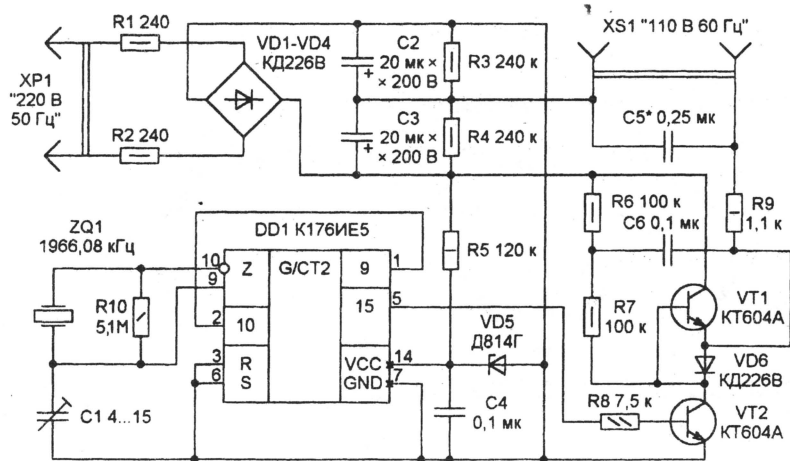 R1 240
XP1
"220 В
50 Гц"
R2 240
VD1-VD4
КД226В
C2
20 мк ×
× 200 В
+
R3 240 к
C3
20 мк ×
× 200 В
+
R4 240 к
XS1 "110 В 60 Гц"
C5* 0,25 мк
R6 100 к
C6 0,1 мк
R9
1,1 к
ZQ1
1966,08 кГц
DD1 К176ИЕ5
R5 120 к
10
Z
G/CT2
9
1
9
R10
5,1М
15
5
2
10
R7
100 к
VT1
КТ604А
VD5
Д814Г
3
R
VCC
14
6
S
GND
7
VD6
КД226В
C1 4...15
C4
0,1 мк
R8 7,5 к
VT2
КТ604А